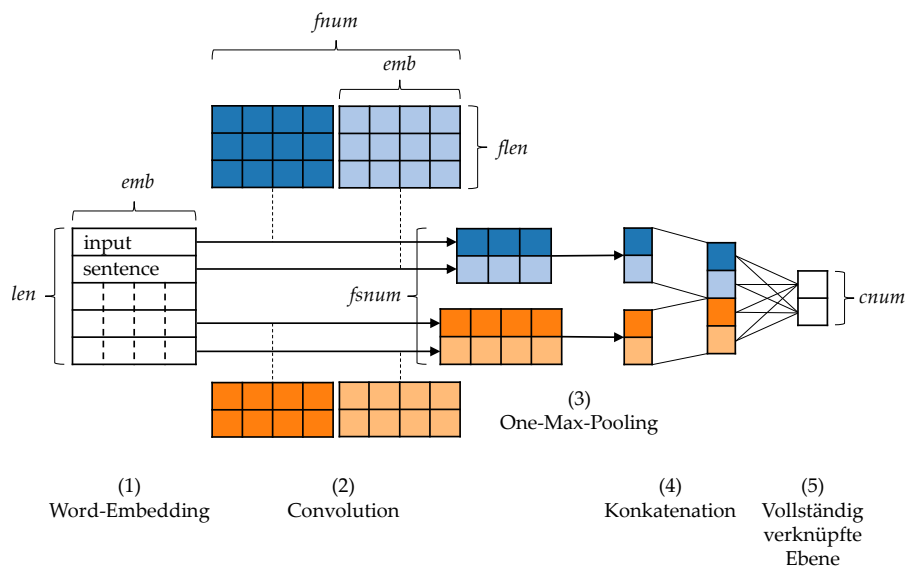 fnum
emb
flen
emb
input
sentence
len
fsnum
cnum
(3)
One-Max-Pooling
(1)
Word-Embedding
(2)
Convolution
(4)
Konkatenation
(5)
Vollständig
verknüpfte
Ebene